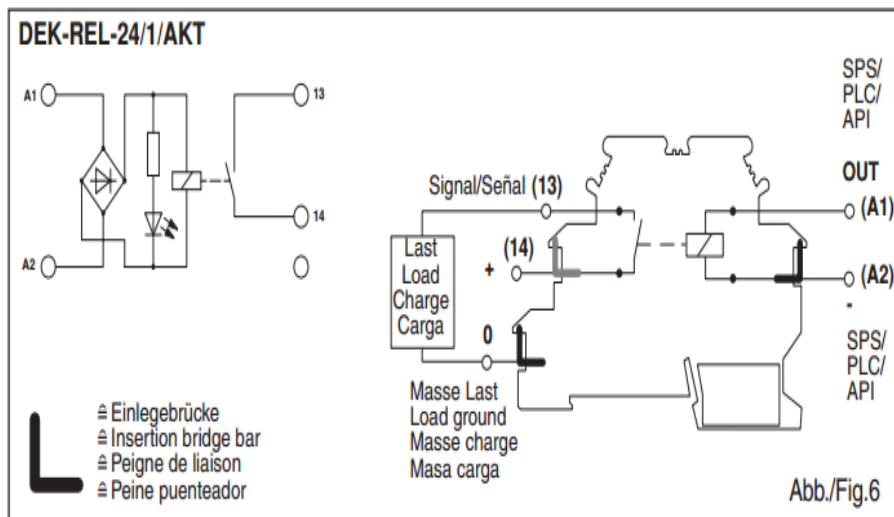 DEK-REL-24/1/AKT
A1
13
14
A2
≙ Einlegebrücke
≙ Insertion bridge bar
≙ Peigne de liaison
≙ Peine puenteador
Signal/Señal (13)
Last
Load
Charge
Carga
+ (14)
0
Masse Last
Load ground
Masse charge
Masa carga
SPS/
PLC/
API
OUT
(A1)
(A2)
-
SPS/
PLC/
API
Abb./Fig.6